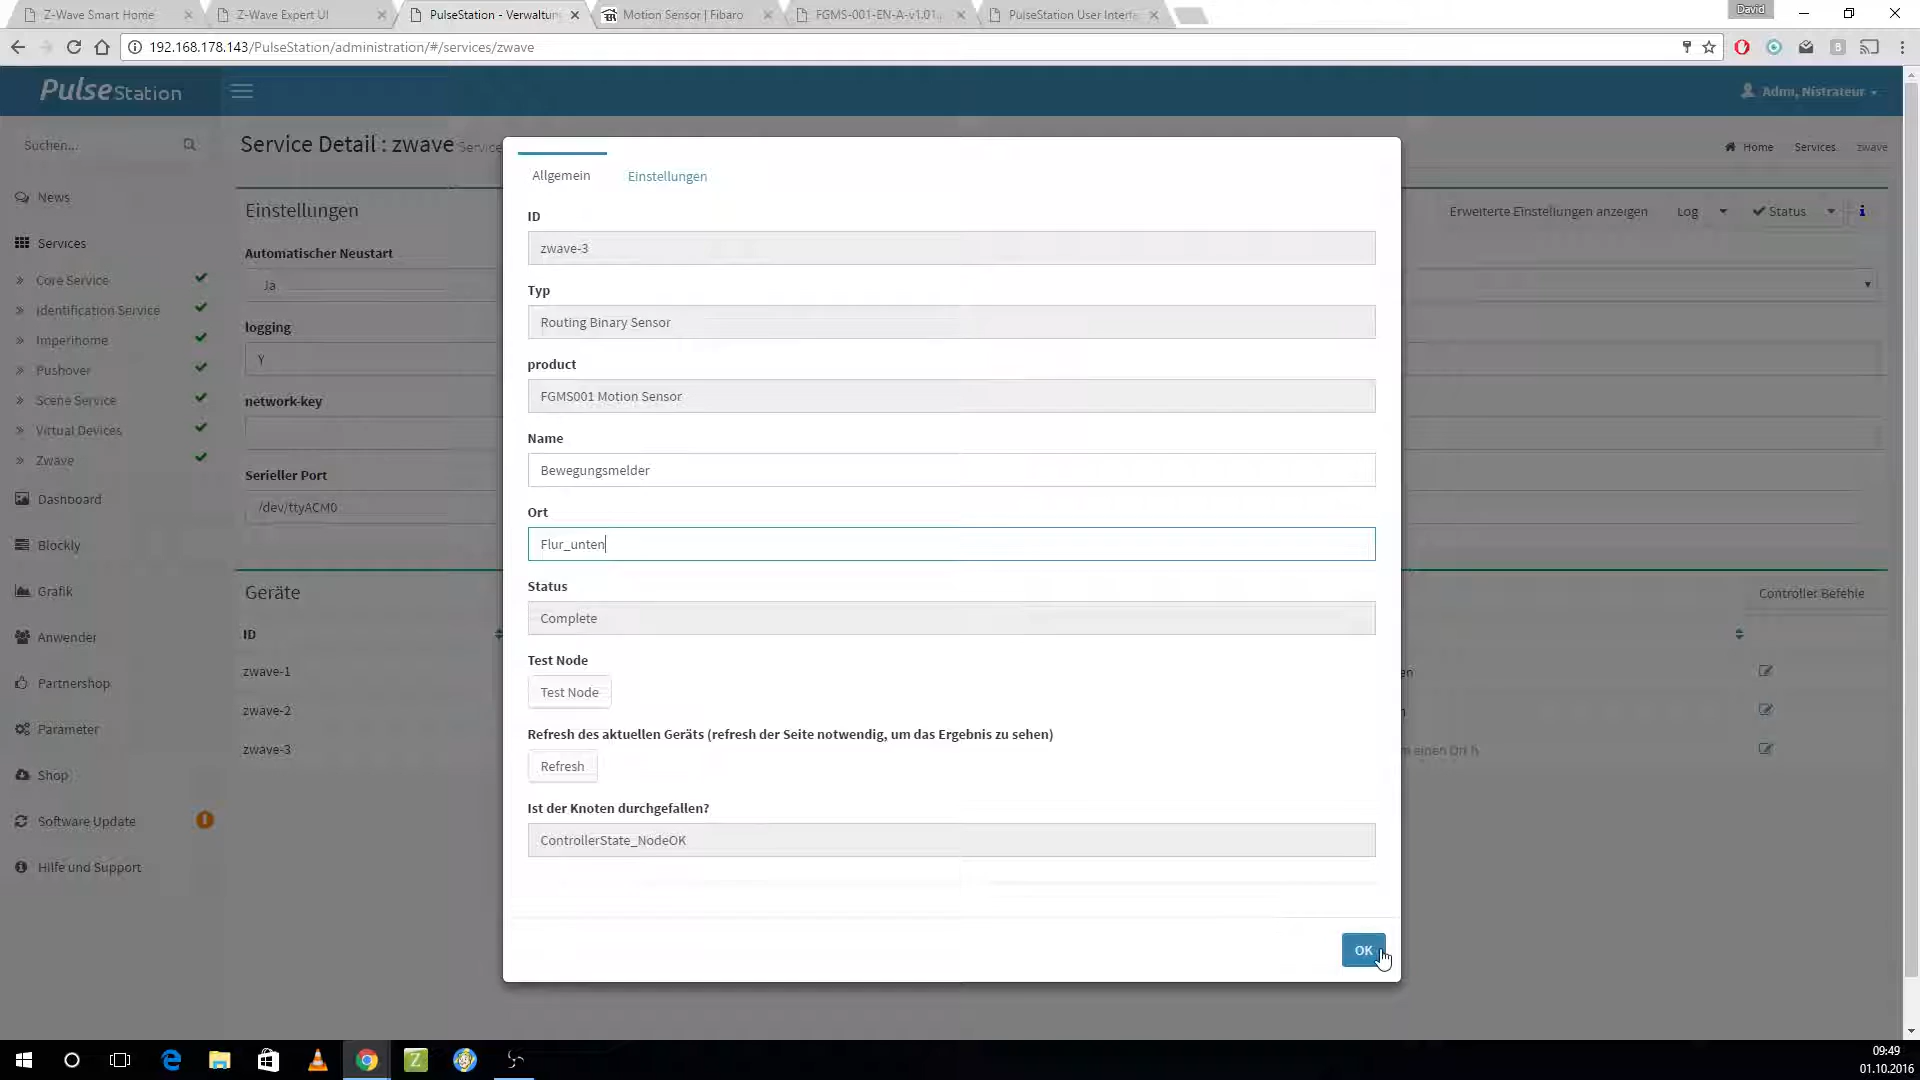 Z-Wave Smart Home
Z-Wave Expert UI
PulseStation - Verwaltun
Motion Sensor | Fibaro
FGMS-001-EN-A-v1.01..
PulseStation User Interfa
David
192.168.178.143/PulseStation/administration/#/services/zwave
PulseStation
Admi, Nistrateur
Suchen...
Service Detail : zwave Service
Home
Services
zwave
News
Services
Core Service
Identification Service
Imperihome
Pushover
Scene Service
Virtual Devices
Zwave
Dashboard
Blockly
Grafik
Anwender
Partnershop
Parameter
Shop
Software Update
Hilfe und Support
Einstellungen
Erweiterte Einstellungen anzeigen
Log
Status
Automatischer Neustart
Ja
logging
Y
network-key
Serieller Port
/dev/ttyACM0
Geräte
Controller Befehle
ID
zwave-1
zwave-2
zwave-3
en
n
m einen Ort h
Allgemein
Einstellungen
ID
zwave-3
Typ
Routing Binary Sensor
product
FGMS001 Motion Sensor
Name
Bewegungsmelder
Ort
Flur_unten
Status
Complete
Test Node
Test Node
Refresh des aktuellen Geräts (refresh der Seite notwendig, um das Ergebnis zu sehen)
Refresh
Ist der Knoten durchgefallen?
ControllerState_NodeOK
OK
09:49
01.10.2016